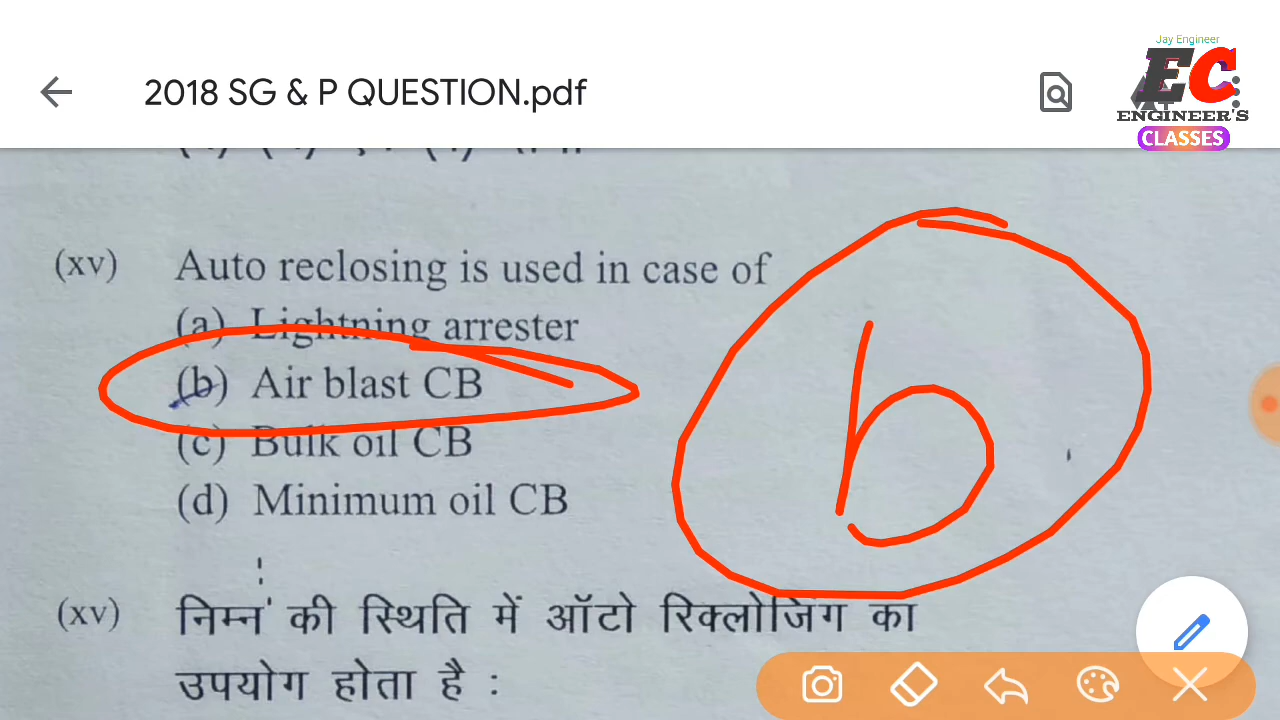 Jay Engineer
EC
ENGINEER'S
CLASSES
2018 SG & P QUESTION.pdf
(xv) Auto reclosing is used in case of
(a) Lightning arrester
(b) Air blast CB
(c) Bulk oil CB
(d) Minimum oil CB
b
(xv) निम्न की स्थिति में ऑटो रिक्लोजिंग का
उपयोग होता है :